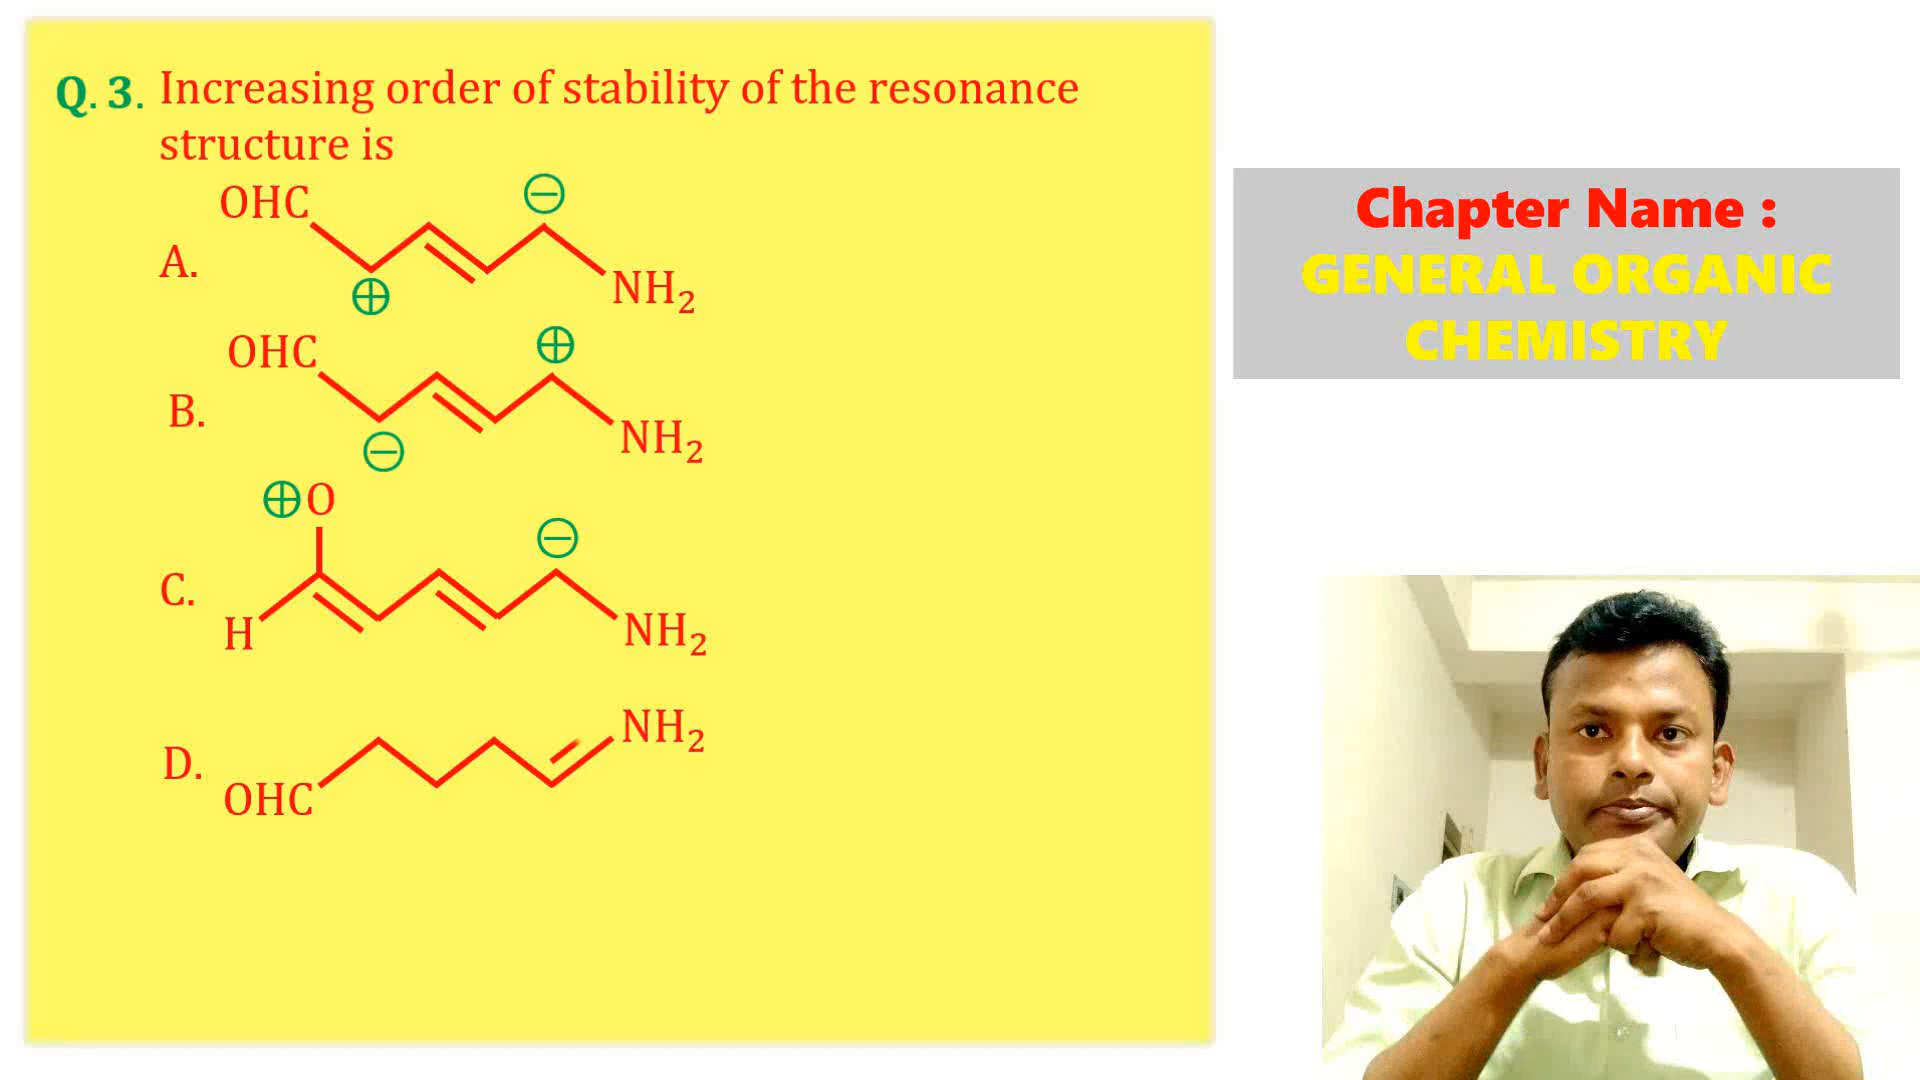 Q. 3. Increasing order of stability of the resonance
structure is
OHC
⊖
A.
⊕
NH₂
OHC
⊕
B.
⊖
NH₂
⊕O
⊖
C.
H
NH₂
NH₂
D.
OHC
Chapter Name :
GENERAL ORGANIC
CHEMISTRY